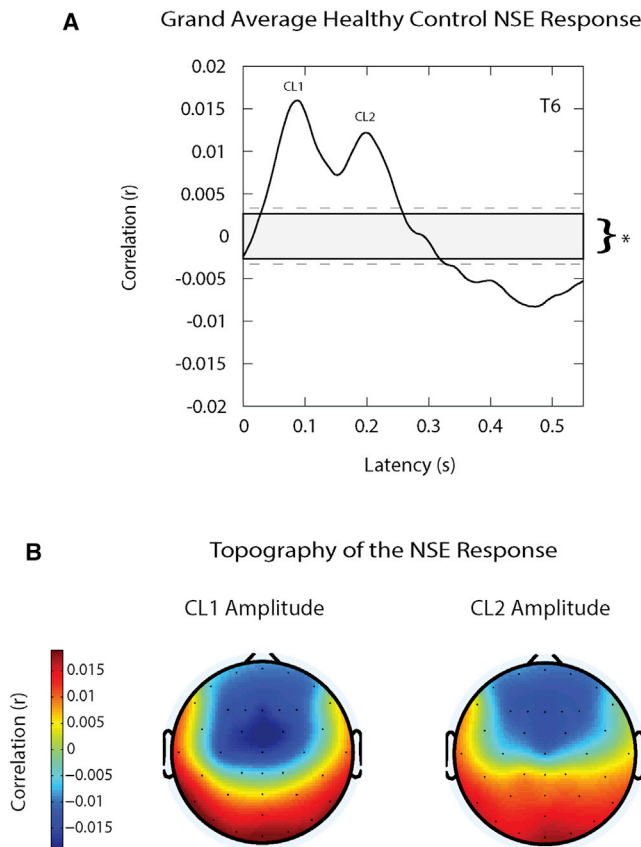 A
Grand Average Healthy Control NSE Response
0.02
0.015
0.01
0.005
0
-0.005
-0.01
-0.015
-0.02
Correlation (r)
CL1
CL2
T6
} *
0 0.1 0.2 0.3 0.4 0.5
Latency (s)
B
Topography of the NSE Response
CL1 Amplitude
CL2 Amplitude
Correlation (r)
0.015
0.01
0.005
0
−0.005
−0.01
−0.015